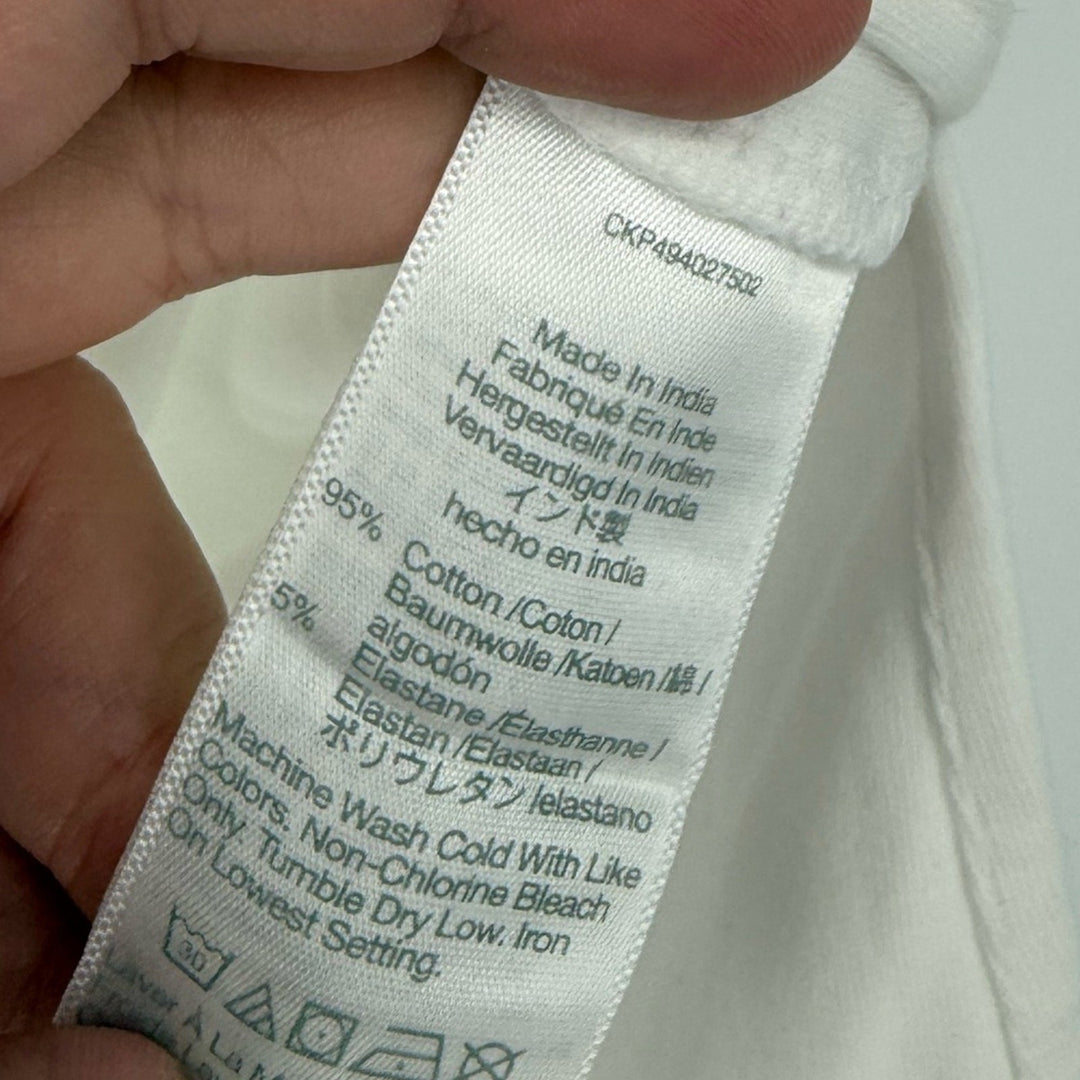 CKP494027502
Made In India
Fabriqué En Inde
Hergestellt In Indien
Vervaardigd In India
インド製
hecho en india
95% Cotton /Coton /
Baumwolle /Katoen /綿 /
algodón
5% Elastane /Élasthanne /
Elastan /Elastaan /
ポリウレタン /elastano
Machine Wash Cold With Like
Colors. Non-Chlorine Bleach
Only. Tumble Dry Low. Iron
On Lowest Setting.
30